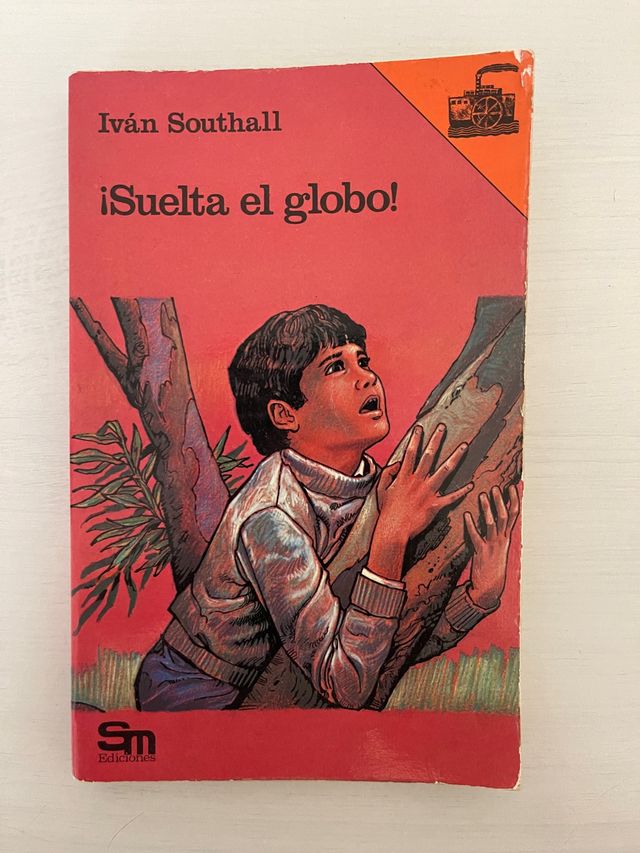 Iván Southall
¡Suelta el globo!
Sm
Ediciones